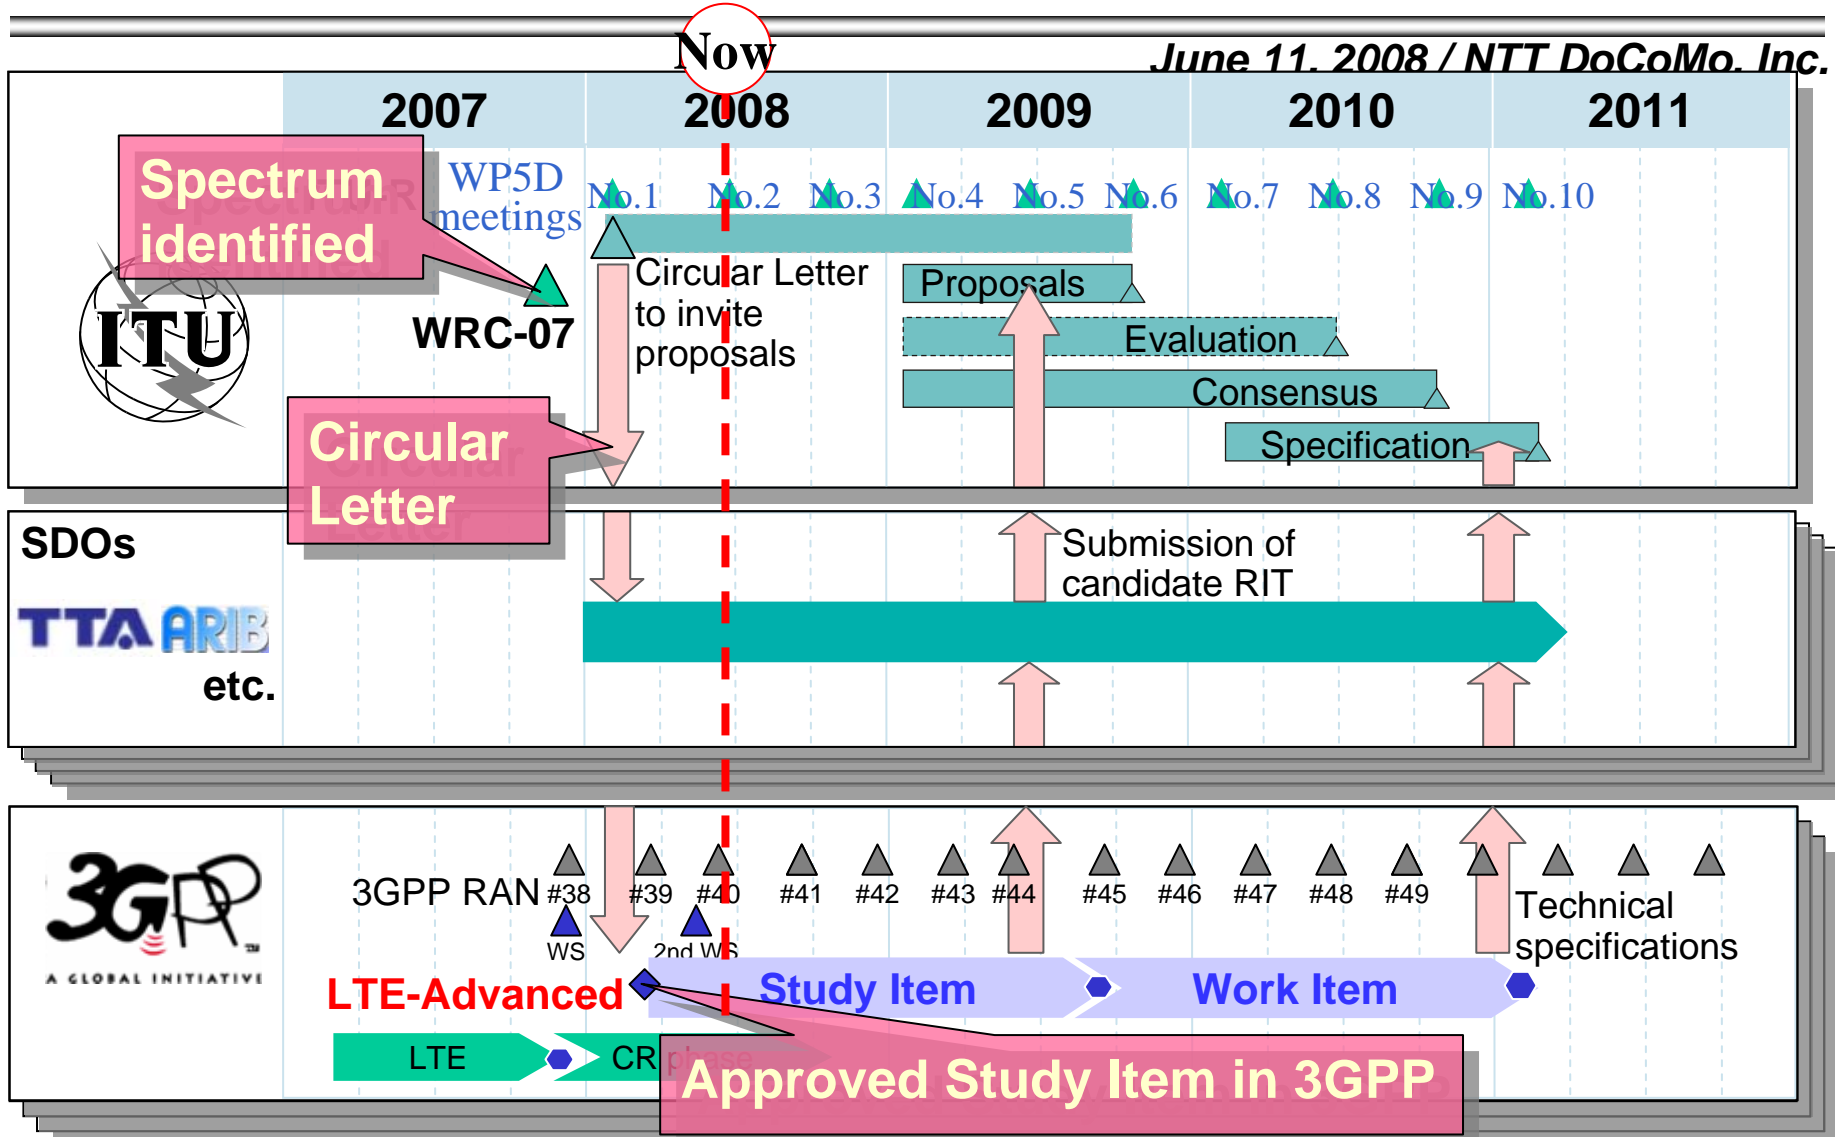 Now
June 11, 2008 / NTT DoCoMo, Inc.
2007
2008
2009
2010
2011
Spectrum
identified
WP5D
meetings
No.1
No.2
No.3
No.4
No.5
No.6
No.7
No.8
No.9
No.10
ITU
WRC-07
Circular Letter
to invite
proposals
Proposals
Evaluation
Consensus
Specification
Circular
Letter
SDOs
TTA ARIB
etc.
Submission of
candidate RIT
3GPP
TM
A GLOBAL INITIATIVE
3GPP RAN
#38
#39
#40
#41
#42
#43
#44
#45
#46
#47
#48
#49
WS
2nd WS
Technical
specifications
LTE-Advanced
Study Item
Work Item
LTE
CR phase
Approved Study Item in 3GPP